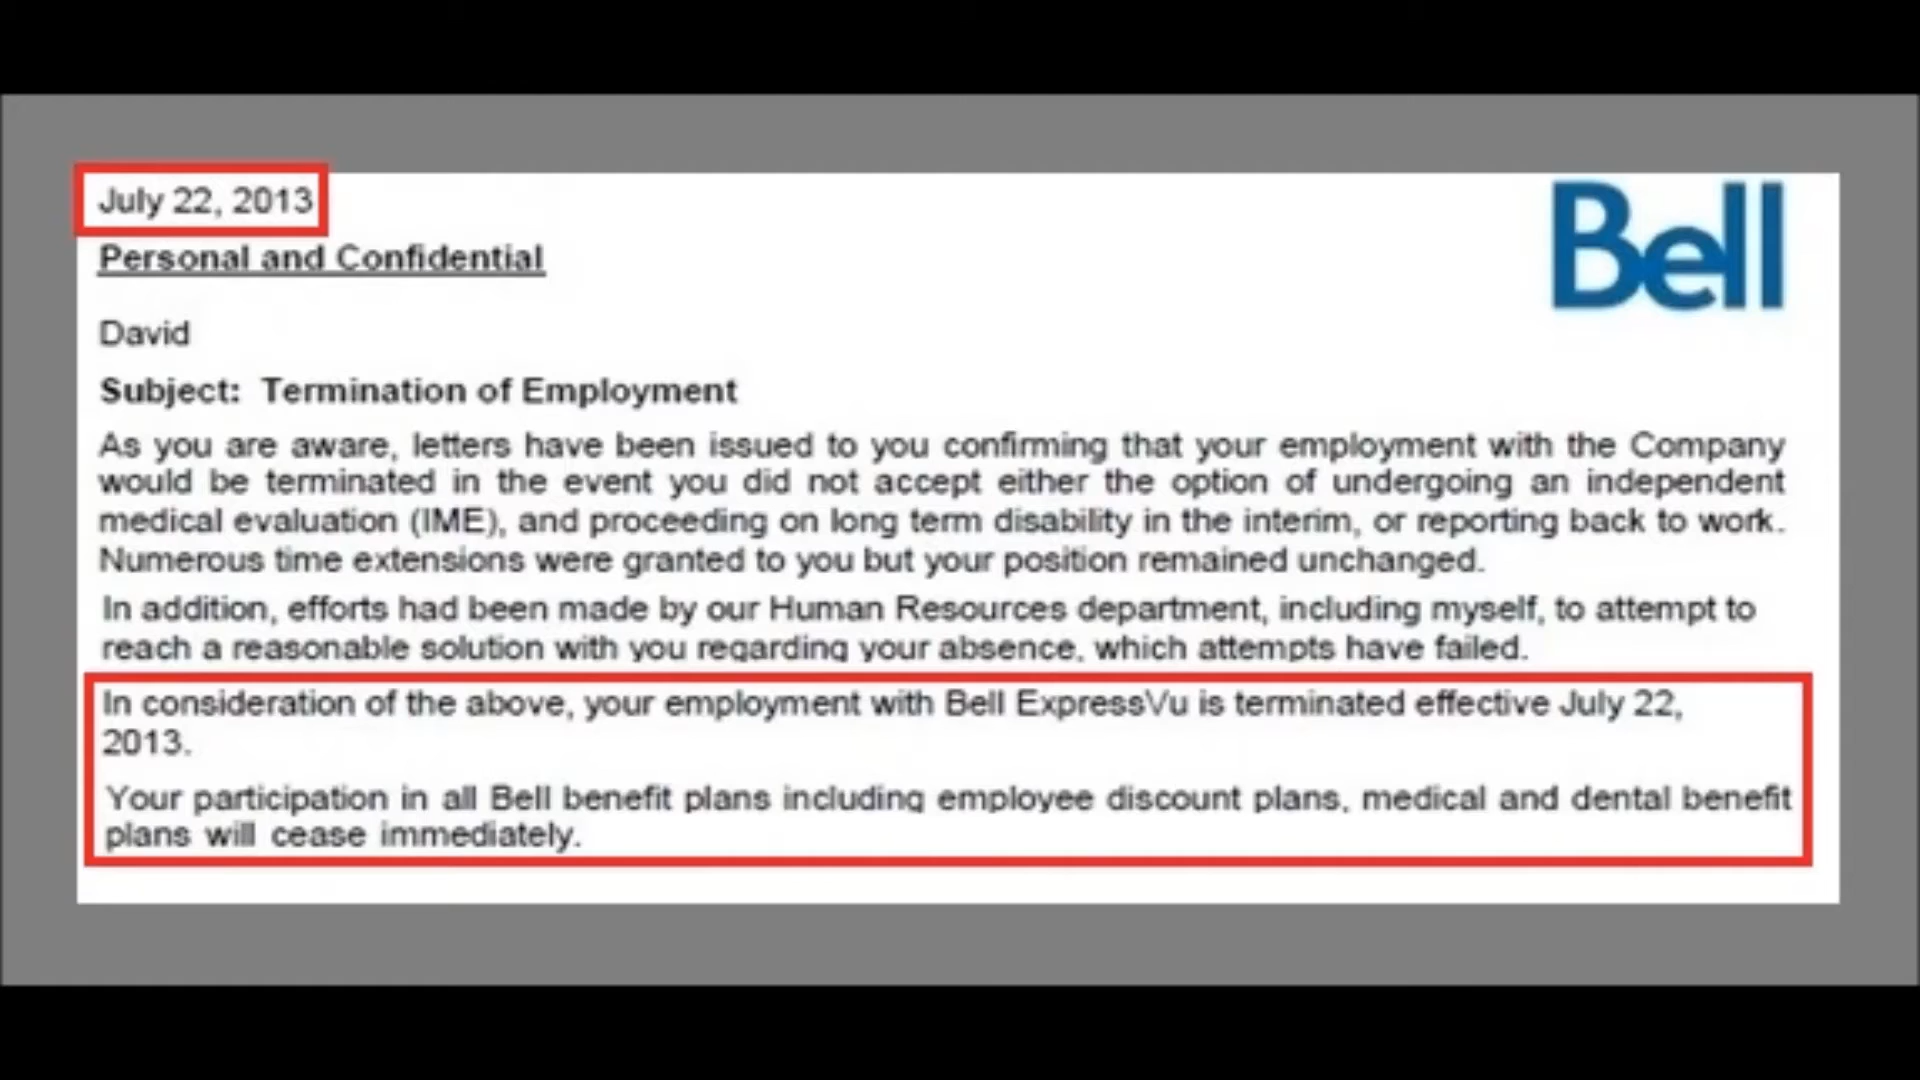 July 22, 2013
Bell
Personal and Confidential
David
Subject: Termination of Employment
As you are aware, letters have been issued to you confirming that your employment with the Company
would be terminated in the event you did not accept either the option of undergoing an independent
medical evaluation (IME), and proceeding on long term disability in the interim, or reporting back to work.
Numerous time extensions were granted to you but your position remained unchanged.
In addition, efforts had been made by our Human Resources department, including myself, to attempt to
reach a reasonable solution with you regarding your absence, which attempts have failed.
In consideration of the above, your employment with Bell ExpressVu is terminated effective July 22,
2013.
Your participation in all Bell benefit plans including employee discount plans, medical and dental benefit
plans will cease immediately.